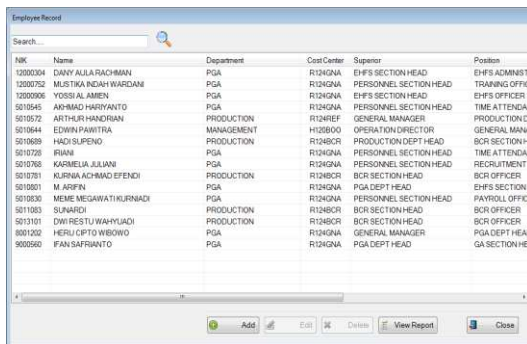 Employee Record
Search....
NIK Name Department Cost Center Superior Position
12000304 DANY AULA RACHMAN PGA R124GNA EHFS SECTION HEAD EHFS ADMINIST
12000752 MUSTIKA INDAH WARDANI PGA R124GNA PERSONNEL SECTION HEAD TRAINING OFFI
12000906 YOSSI AL AMIEN PGA R124GNA EHFS SECTION HEAD EHFS OFFICER
5010545 AKHMAD HARIYANTO PGA R124GNA PERSONNEL SECTION HEAD TIME ATTENDA
5010572 ARTHUR HANDRIAN PRODUCTION R124REF GENERAL MANAGER PRODUCTION D
5010644 EDWIN PAWITRA MANAGEMENT H120BOO OPERATION DIRECTOR GENERAL MAN
5010689 HADI SUPENO PRODUCTION R124BCR PRODUCTION DEPT HEAD BCR SECTION H
5010728 IRIANI PGA R124GNA PERSONNEL SECTION HEAD TIME ATTENDA
5010768 KARMELIA JULIANI PGA R124GNA PERSONNEL SECTION HEAD RECRUITMENT
5010781 KURNIA ACHMAD EFENDI PRODUCTION R124BCR BCR SECTION HEAD BCR OFFICER
5010801 M. ARIFIN PGA R124GNA PGA DEPT HEAD EHFS SECTION
5010830 MEME MEGAWATI KURNIADI PGA R124GNA PERSONNEL SECTION HEAD PAYROLL OFFIC
5011083 SUNARDI PRODUCTION R124BCR BCR SECTION HEAD BCR OFFICER
5013101 DWI RESTU WAHYUADI PRODUCTION R124BCR BCR SECTION HEAD BCR OFFICER
8001202 HERU CIPTO WIBOWO PGA R124GNA GENERAL MANAGER PGA DEPT HEA
9000560 IFAN SAFRIANTO PGA R124GNA PGA DEPT HEAD GA SECTION HE
Add Edit Delete View Report Close